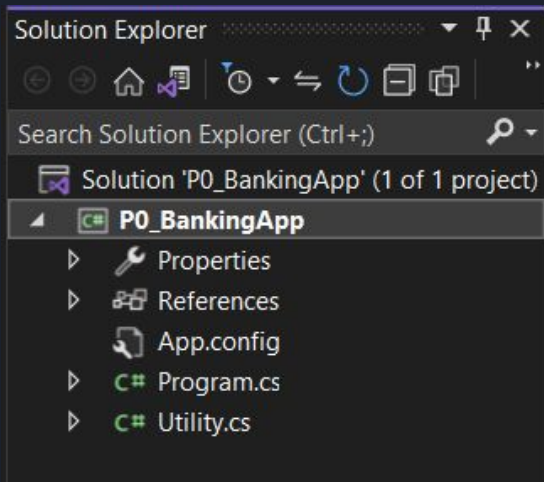 Solution Explorer
Search Solution Explorer (Ctrl+;)
Solution 'P0_BankingApp' (1 of 1 project)
C# P0_BankingApp
Properties
References
App.config
C# Program.cs
C# Utility.cs